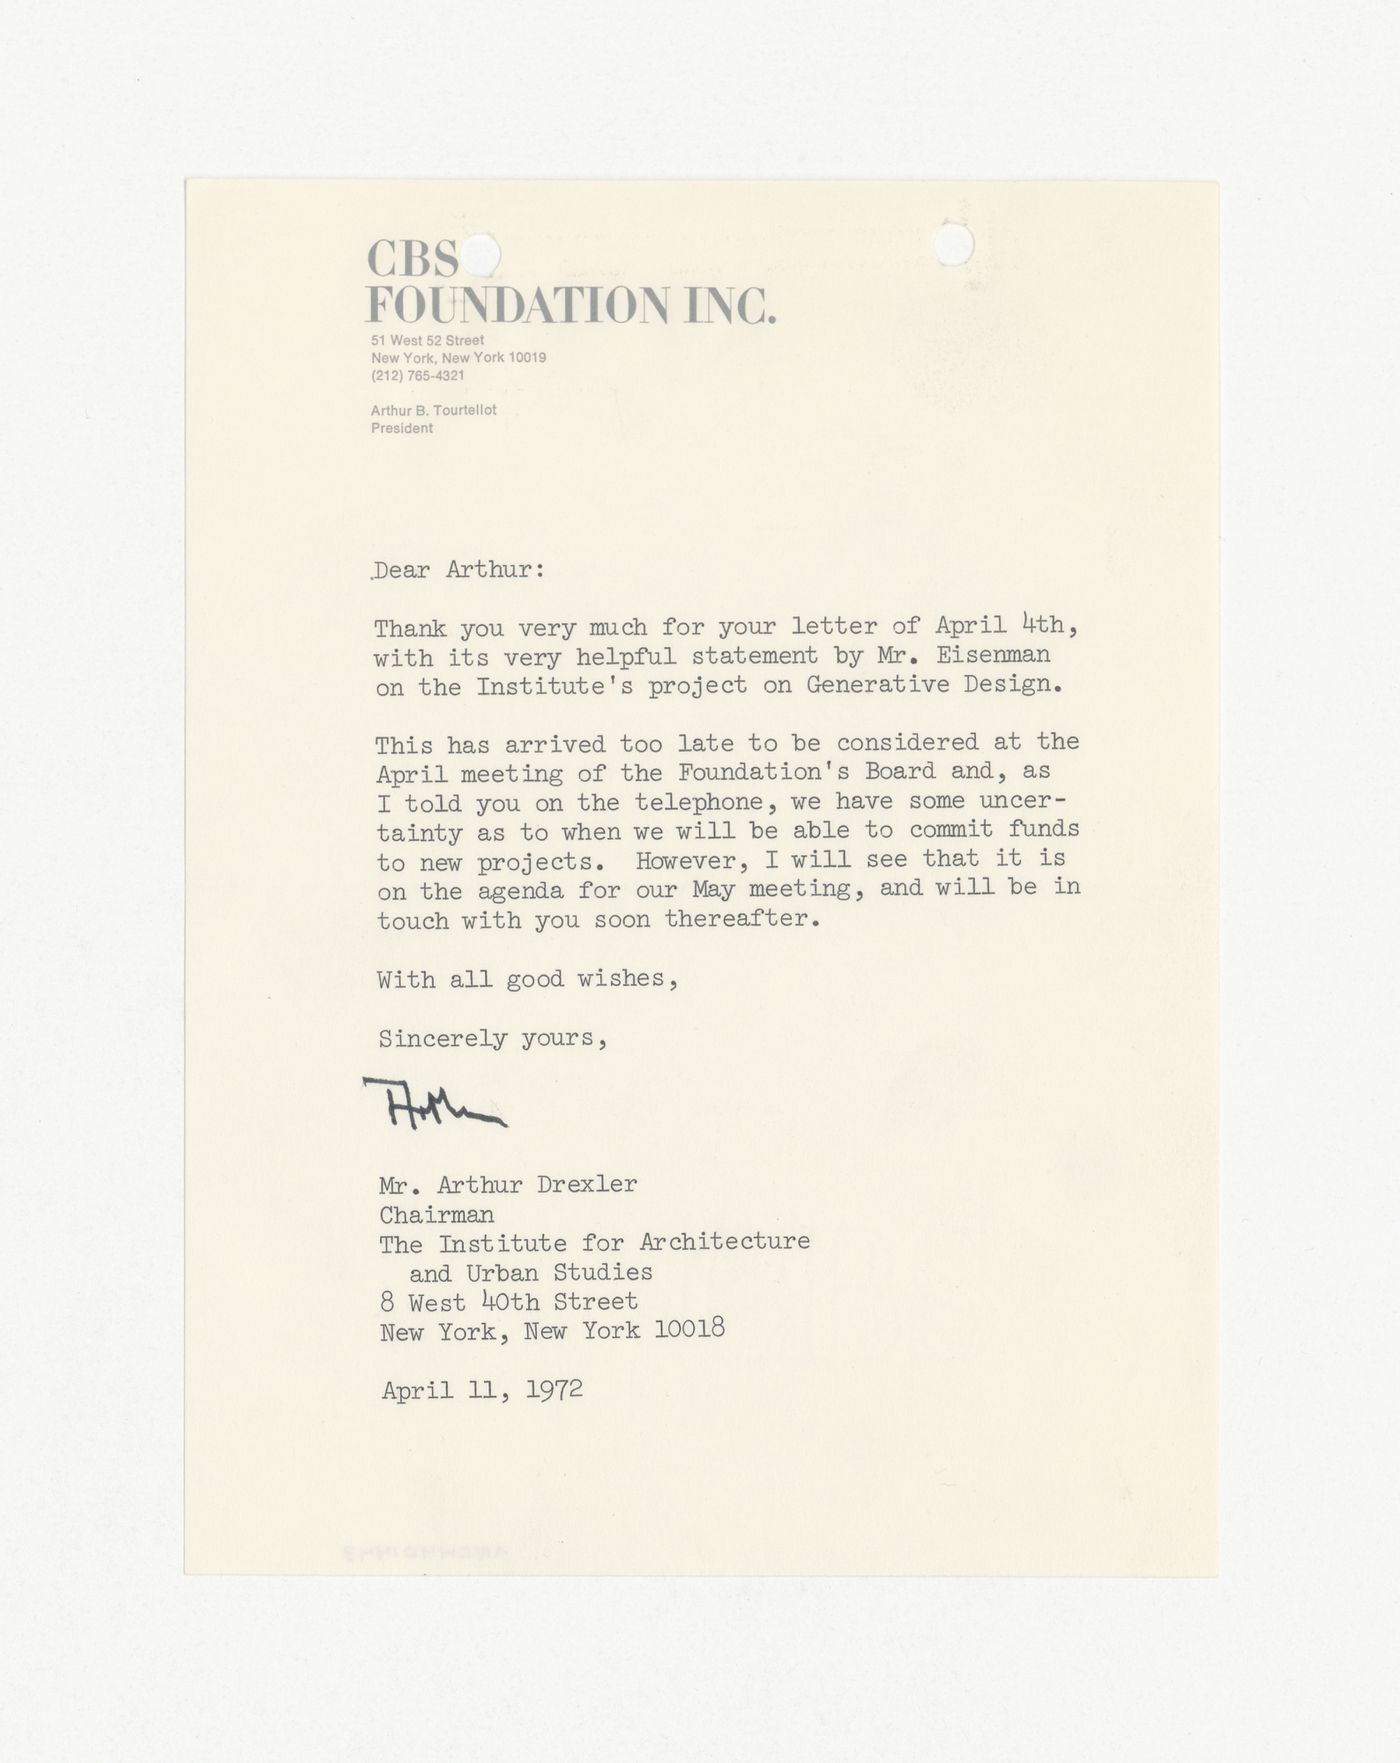 CBS
FOUNDATION INC.
51 West 52 Street
New York, New York 10019
(212) 765-4321
Arthur B. Tourtellot
President
Dear Arthur:
Thank you very much for your letter of April 4th,
with its very helpful statement by Mr. Eisenman
on the Institute's project on Generative Design.
This has arrived too late to be considered at the
April meeting of the Foundation's Board and, as
I told you on the telephone, we have some uncer-
tainty as to when we will be able to commit funds
to new projects.  However, I will see that it is
on the agenda for our May meeting, and will be in
touch with you soon thereafter.
With all good wishes,
Sincerely yours,
Arthur
Mr. Arthur Drexler
Chairman
The Institute for Architecture
and Urban Studies
8 West 40th Street
New York, New York 10018
April 11, 1972